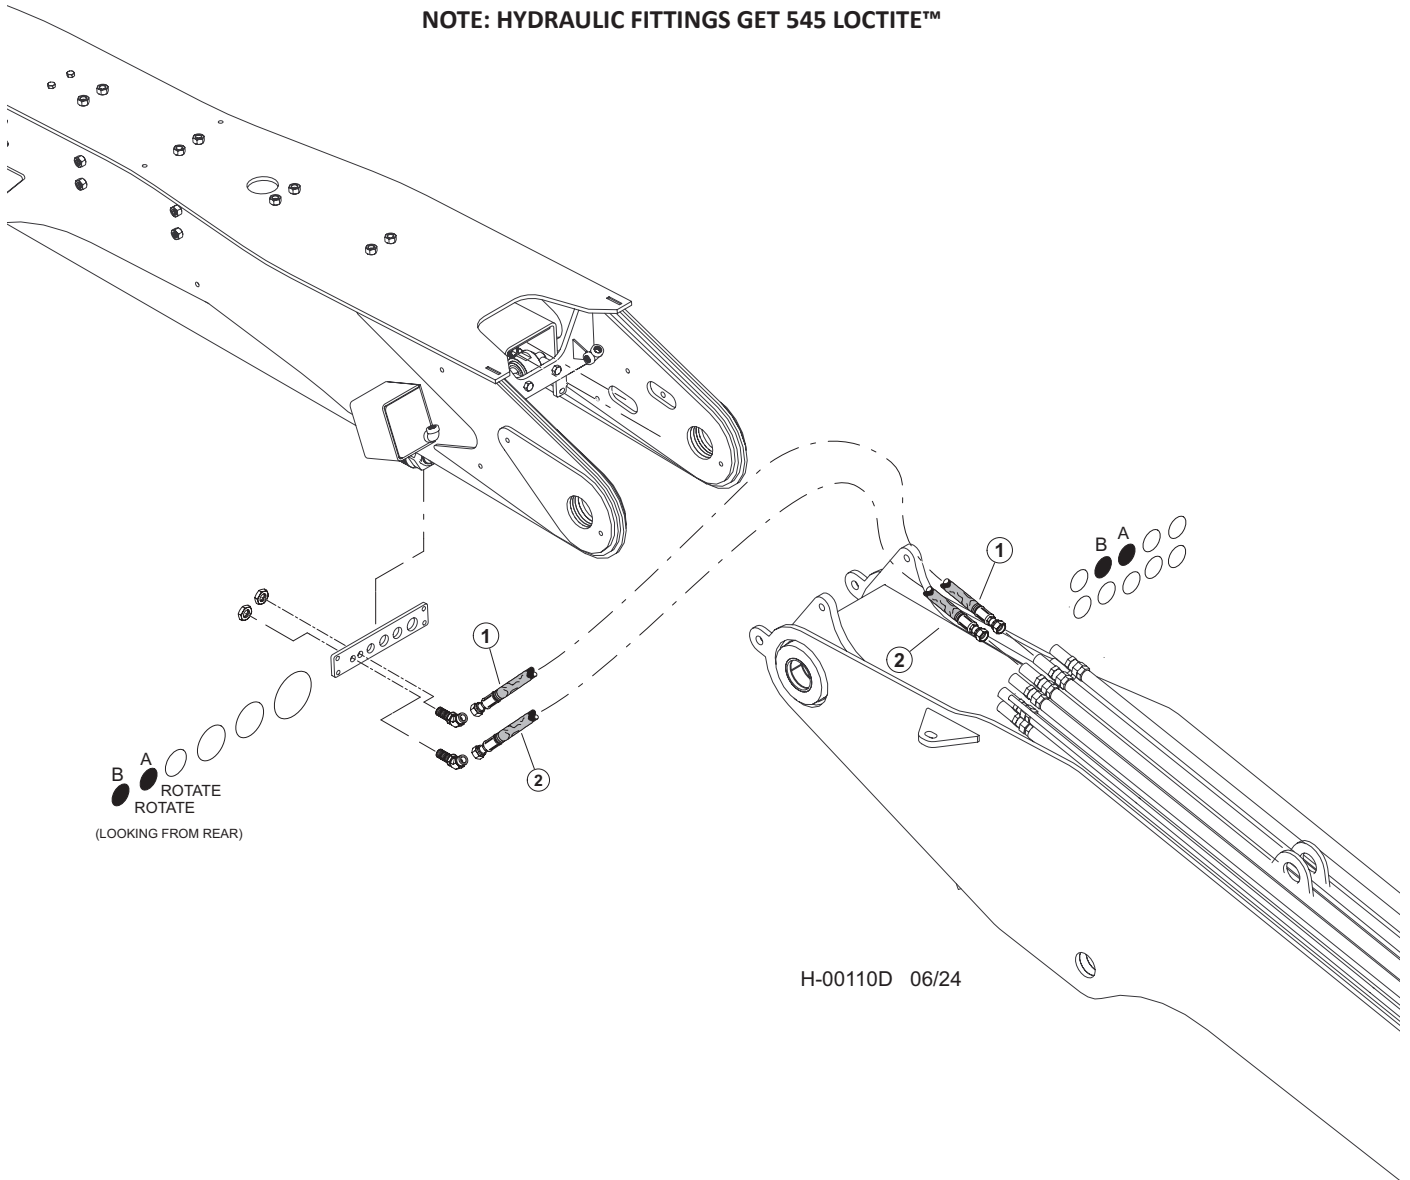 NOTE: HYDRAULIC FITTINGS GET 545 LOCTITE™
1
B A
2
1
2
B A
ROTATE
ROTATE
(LOOKING FROM REAR)
H-00110D 06/24